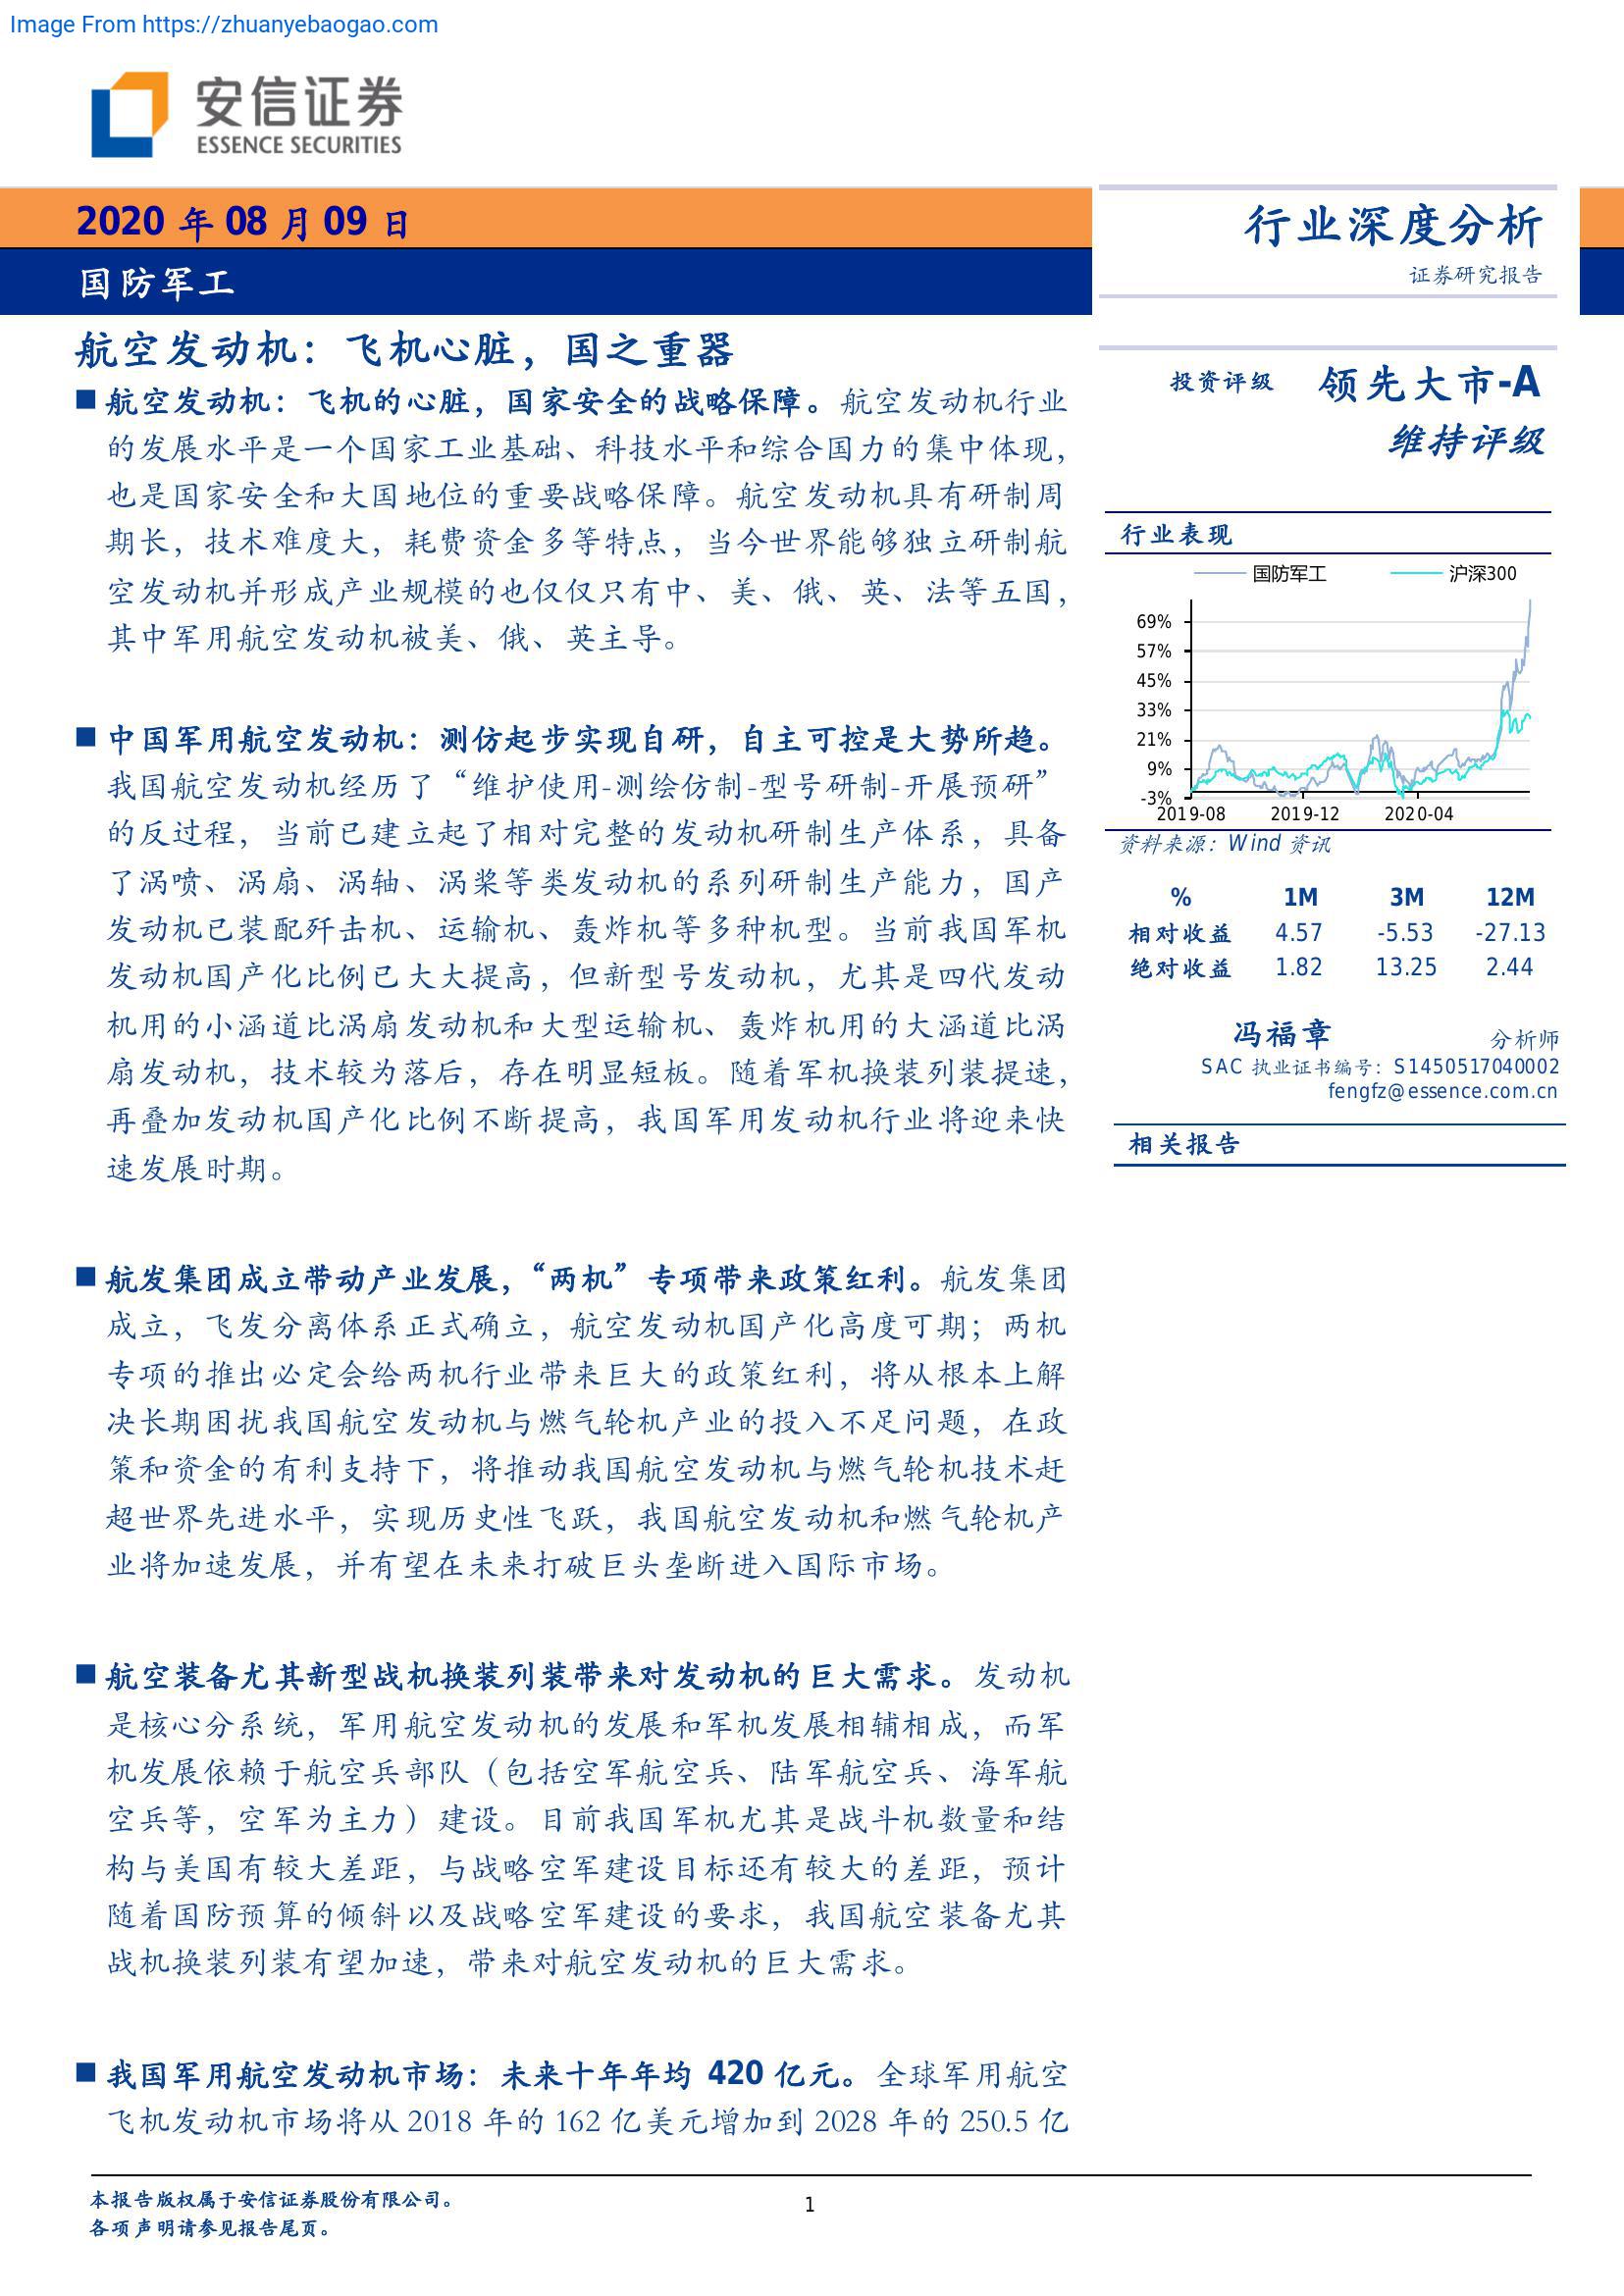 Image From https://zhuanyebaogao.com
安信证券
ESSENCE SECURITIES
2020 年 08 月 09 日
国防军工
行业深度分析
证券研究报告
航空发动机：飞机心脏，国之重器
■航空发动机：飞机的心脏，国家安全的战略保障。航空发动机行业
的发展水平是一个国家工业基础、科技水平和综合国力的集中体现，
也是国家安全和大国地位的重要战略保障。航空发动机具有研制周
期长，技术难度大，耗费资金多等特点，当今世界能够独立研制航
空发动机并形成产业规模的也仅仅只有中、美、俄、英、法等五国，
其中军用航空发动机被美、俄、英主导。
■中国军用航空发动机：测仿起步实现自研，自主可控是大势所趋。
我国航空发动机经历了“维护使用-测绘仿制-型号研制-开展预研”
的反过程，当前已建立起了相对完整的发动机研制生产体系，具备
了涡喷、涡扇、涡轴、涡桨等类发动机的系列研制生产能力，国产
发动机已装配歼击机、运输机、轰炸机等多种机型。当前我国军机
发动机国产化比例已大大提高，但新型号发动机，尤其是四代发动
机用的小涵道比涡扇发动机和大型运输机、轰炸机用的大涵道比涡
扇发动机，技术较为落后，存在明显短板。随着军机换装列装提速，
再叠加发动机国产化比例不断提高，我国军用发动机行业将迎来快
速发展时期。
■航发集团成立带动产业发展，“两机”专项带来政策红利。航发集团
成立，飞发分离体系正式确立，航空发动机国产化高度可期；两机
专项的推出必定会给两机行业带来巨大的政策红利，将从根本上解
决长期困扰我国航空发动机与燃气轮机产业的投入不足问题，在政
策和资金的有利支持下，将推动我国航空发动机与燃气轮机技术赶
超世界先进水平，实现历史性飞跃，我国航空发动机和燃气轮机产
业将加速发展，并有望在未来打破巨头垄断进入国际市场。
■航空装备尤其新型战机换装列装带来对发动机的巨大需求。发动机
是核心分系统，军用航空发动机的发展和军机发展相辅相成，而军
机发展依赖于航空兵部队（包括空军航空兵、陆军航空兵、海军航
空兵等，空军为主力）建设。目前我国军机尤其是战斗机数量和结
构与美国有较大差距，与战略空军建设目标还有较大的差距，预计
随着国防预算的倾斜以及战略空军建设的要求，我国航空装备尤其
战机换装列装有望加速，带来对航空发动机的巨大需求。
■我国军用航空发动机市场：未来十年年均 420 亿元。全球军用航空
飞机发动机市场将从 2018 年的 162 亿美元增加到 2028 年的 250.5 亿
投资评级 领先大市-A
维持评级
行业表现
国防军工 沪深300
69%
57%
45%
33%
21%
9%
-3%
2019-08 2019-12 2020-04
资料来源：Wind 资讯
% 1M 3M 12M
相对收益 4.57 -5.53 -27.13
绝对收益 1.82 13.25 2.44
冯福章 分析师
SAC 执业证书编号：S1450517040002
fengfz@essence.com.cn
相关报告
本报告版权属于安信证券股份有限公司。
各项声明请参见报告尾页。
1